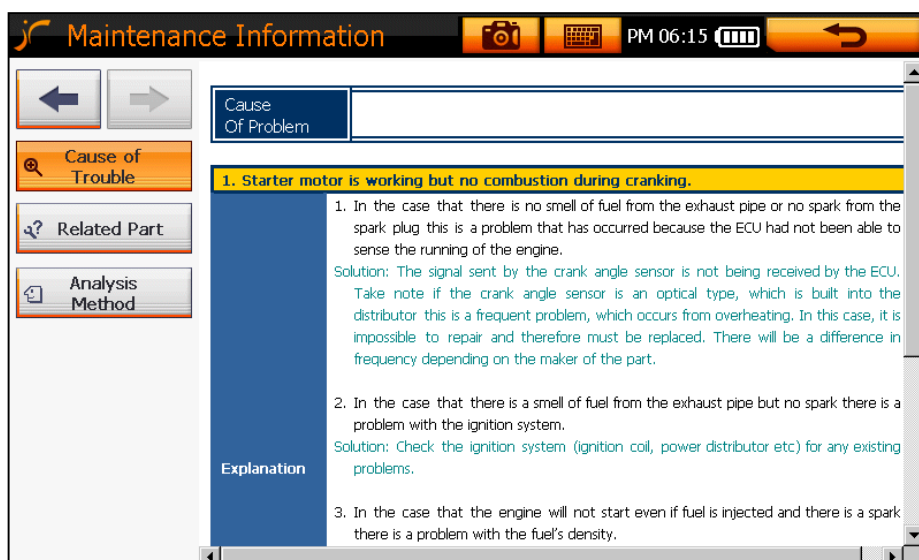 Maintenance Information
PM 06:15
Cause of
Trouble
Related Part
Analysis
Method
Cause
Of Problem
1. Starter motor is working but no combustion during cranking.
Explanation
1. In the case that there is no smell of fuel from the exhaust pipe or no spark from the
spark plug this is a problem that has occurred because the ECU had not been able to
sense the running of the engine.
Solution: The signal sent by the crank angle sensor is not being received by the ECU.
Take note if the crank angle sensor is an optical type, which is built into the
distributor this is a frequent problem, which occurs from overheating. In this case, it is
impossible to repair and therefore must be replaced. There will be a difference in
frequency depending on the maker of the part.
2. In the case that there is a smell of fuel from the exhaust pipe but no spark there is a
problem with the ignition system.
Solution: Check the ignition system (ignition coil, power distributor etc) for any existing
problems.
3. In the case that the engine will not start even if fuel is injected and there is a spark
there is a problem with the fuel's density.